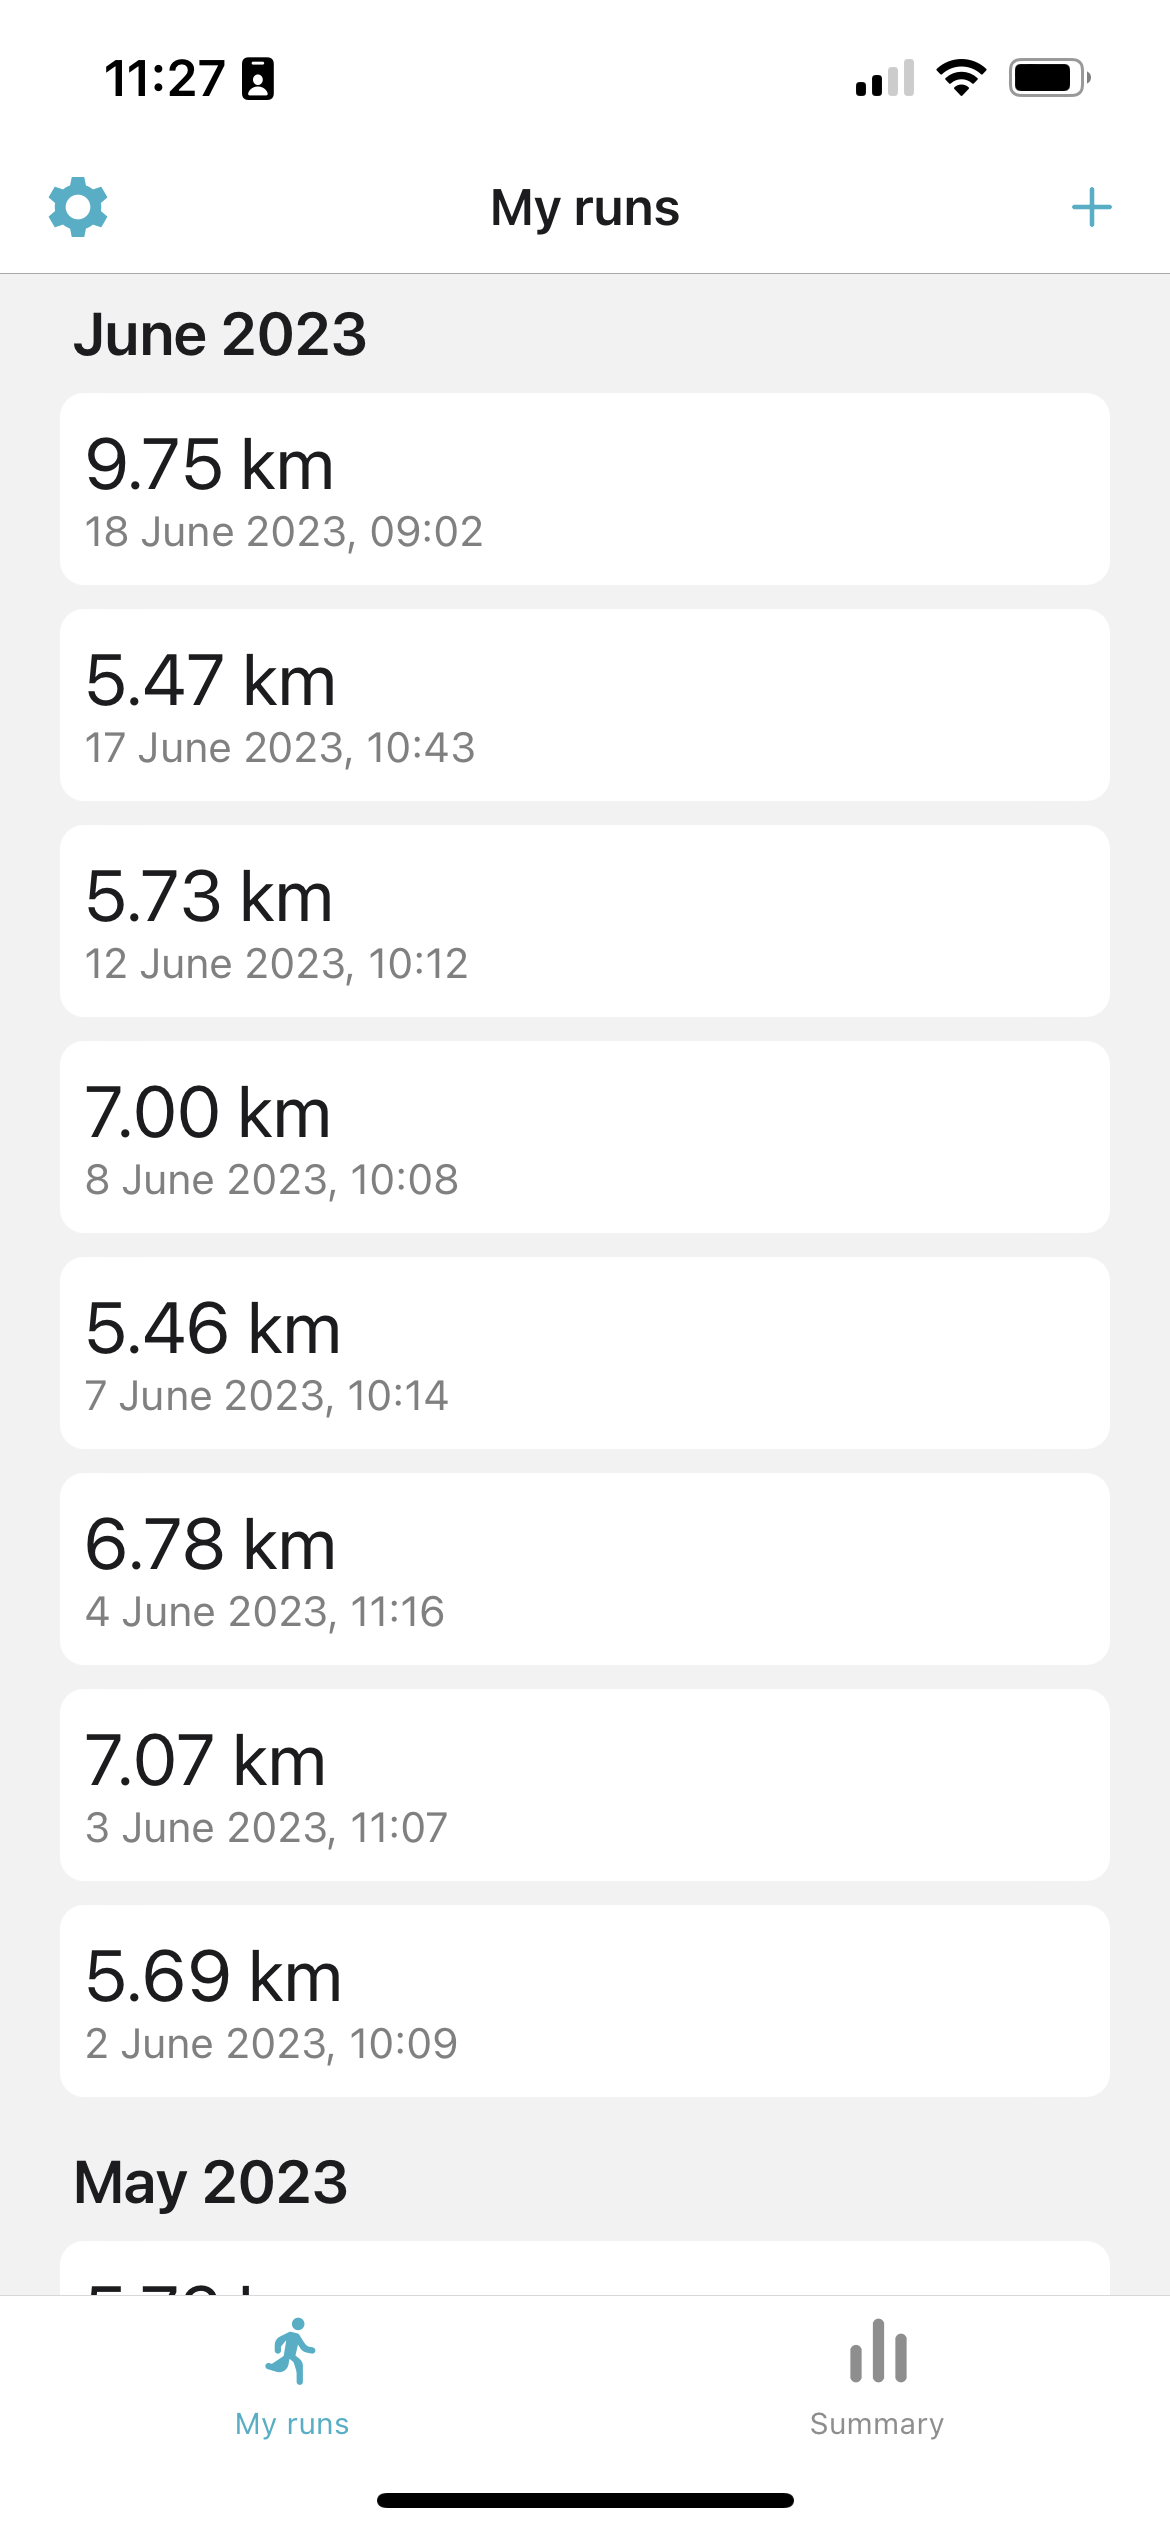 11:27
My runs
June 2023
9.75 km
18 June 2023, 09:02
5.47 km
17 June 2023, 10:43
5.73 km
12 June 2023, 10:12
7.00 km
8 June 2023, 10:08
5.46 km
7 June 2023, 10:14
6.78 km
4 June 2023, 11:16
7.07 km
3 June 2023, 11:07
5.69 km
2 June 2023, 10:09
May 2023
My runs
Summary